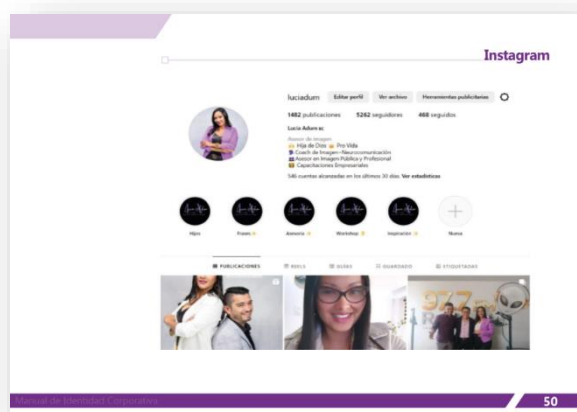 Instagram
luciadum Editar perfil Ver archivo Herramientas publicitarias
1482 publicaciones 5262 seguidores 468 seguidos
Lucia Adum
Asesor de imagen
Hija de Dios Pro Vida
Coach de Imagen-Neurocomunicación
Asesor en Imagen Pública y Profesional
Capacitaciones Empresariales
546 cuentas alcanzadas en los últimos 30 días. Ver estadísticas
Hijos Frases Asesoría Workshop Inspiración Nuevo
PUBLICACIONES REELS GUÍAS GUARDADO ETIQUETADAS
97.7
Manual de Identidad Corporativa
50